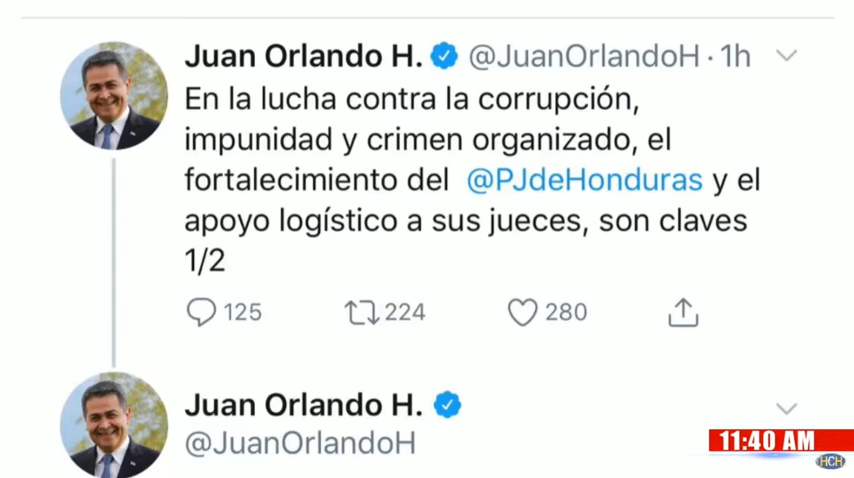 Juan Orlando H. @JuanOrlandoH · 1h
En la lucha contra la corrupción,
impunidad y crimen organizado, el
fortalecimiento del @PJdeHonduras y el
apoyo logístico a sus jueces, son claves
1/2
125 224 280
Juan Orlando H.
@JuanOrlandoH
11:40 AM
HCH